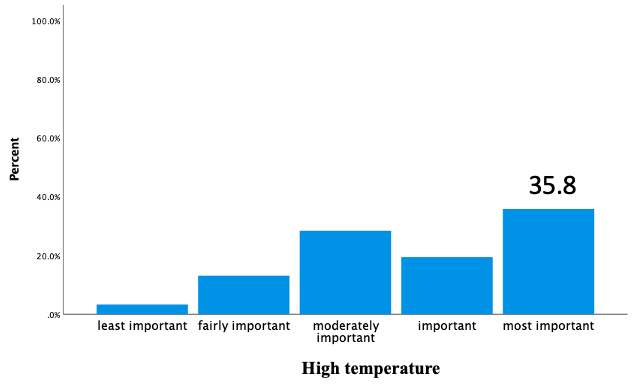 100.0%
80.0%
60.0%
40.0%
20.0%
.0%
Percent
35.8
least important
fairly important
moderately
important
important
most important
High temperature